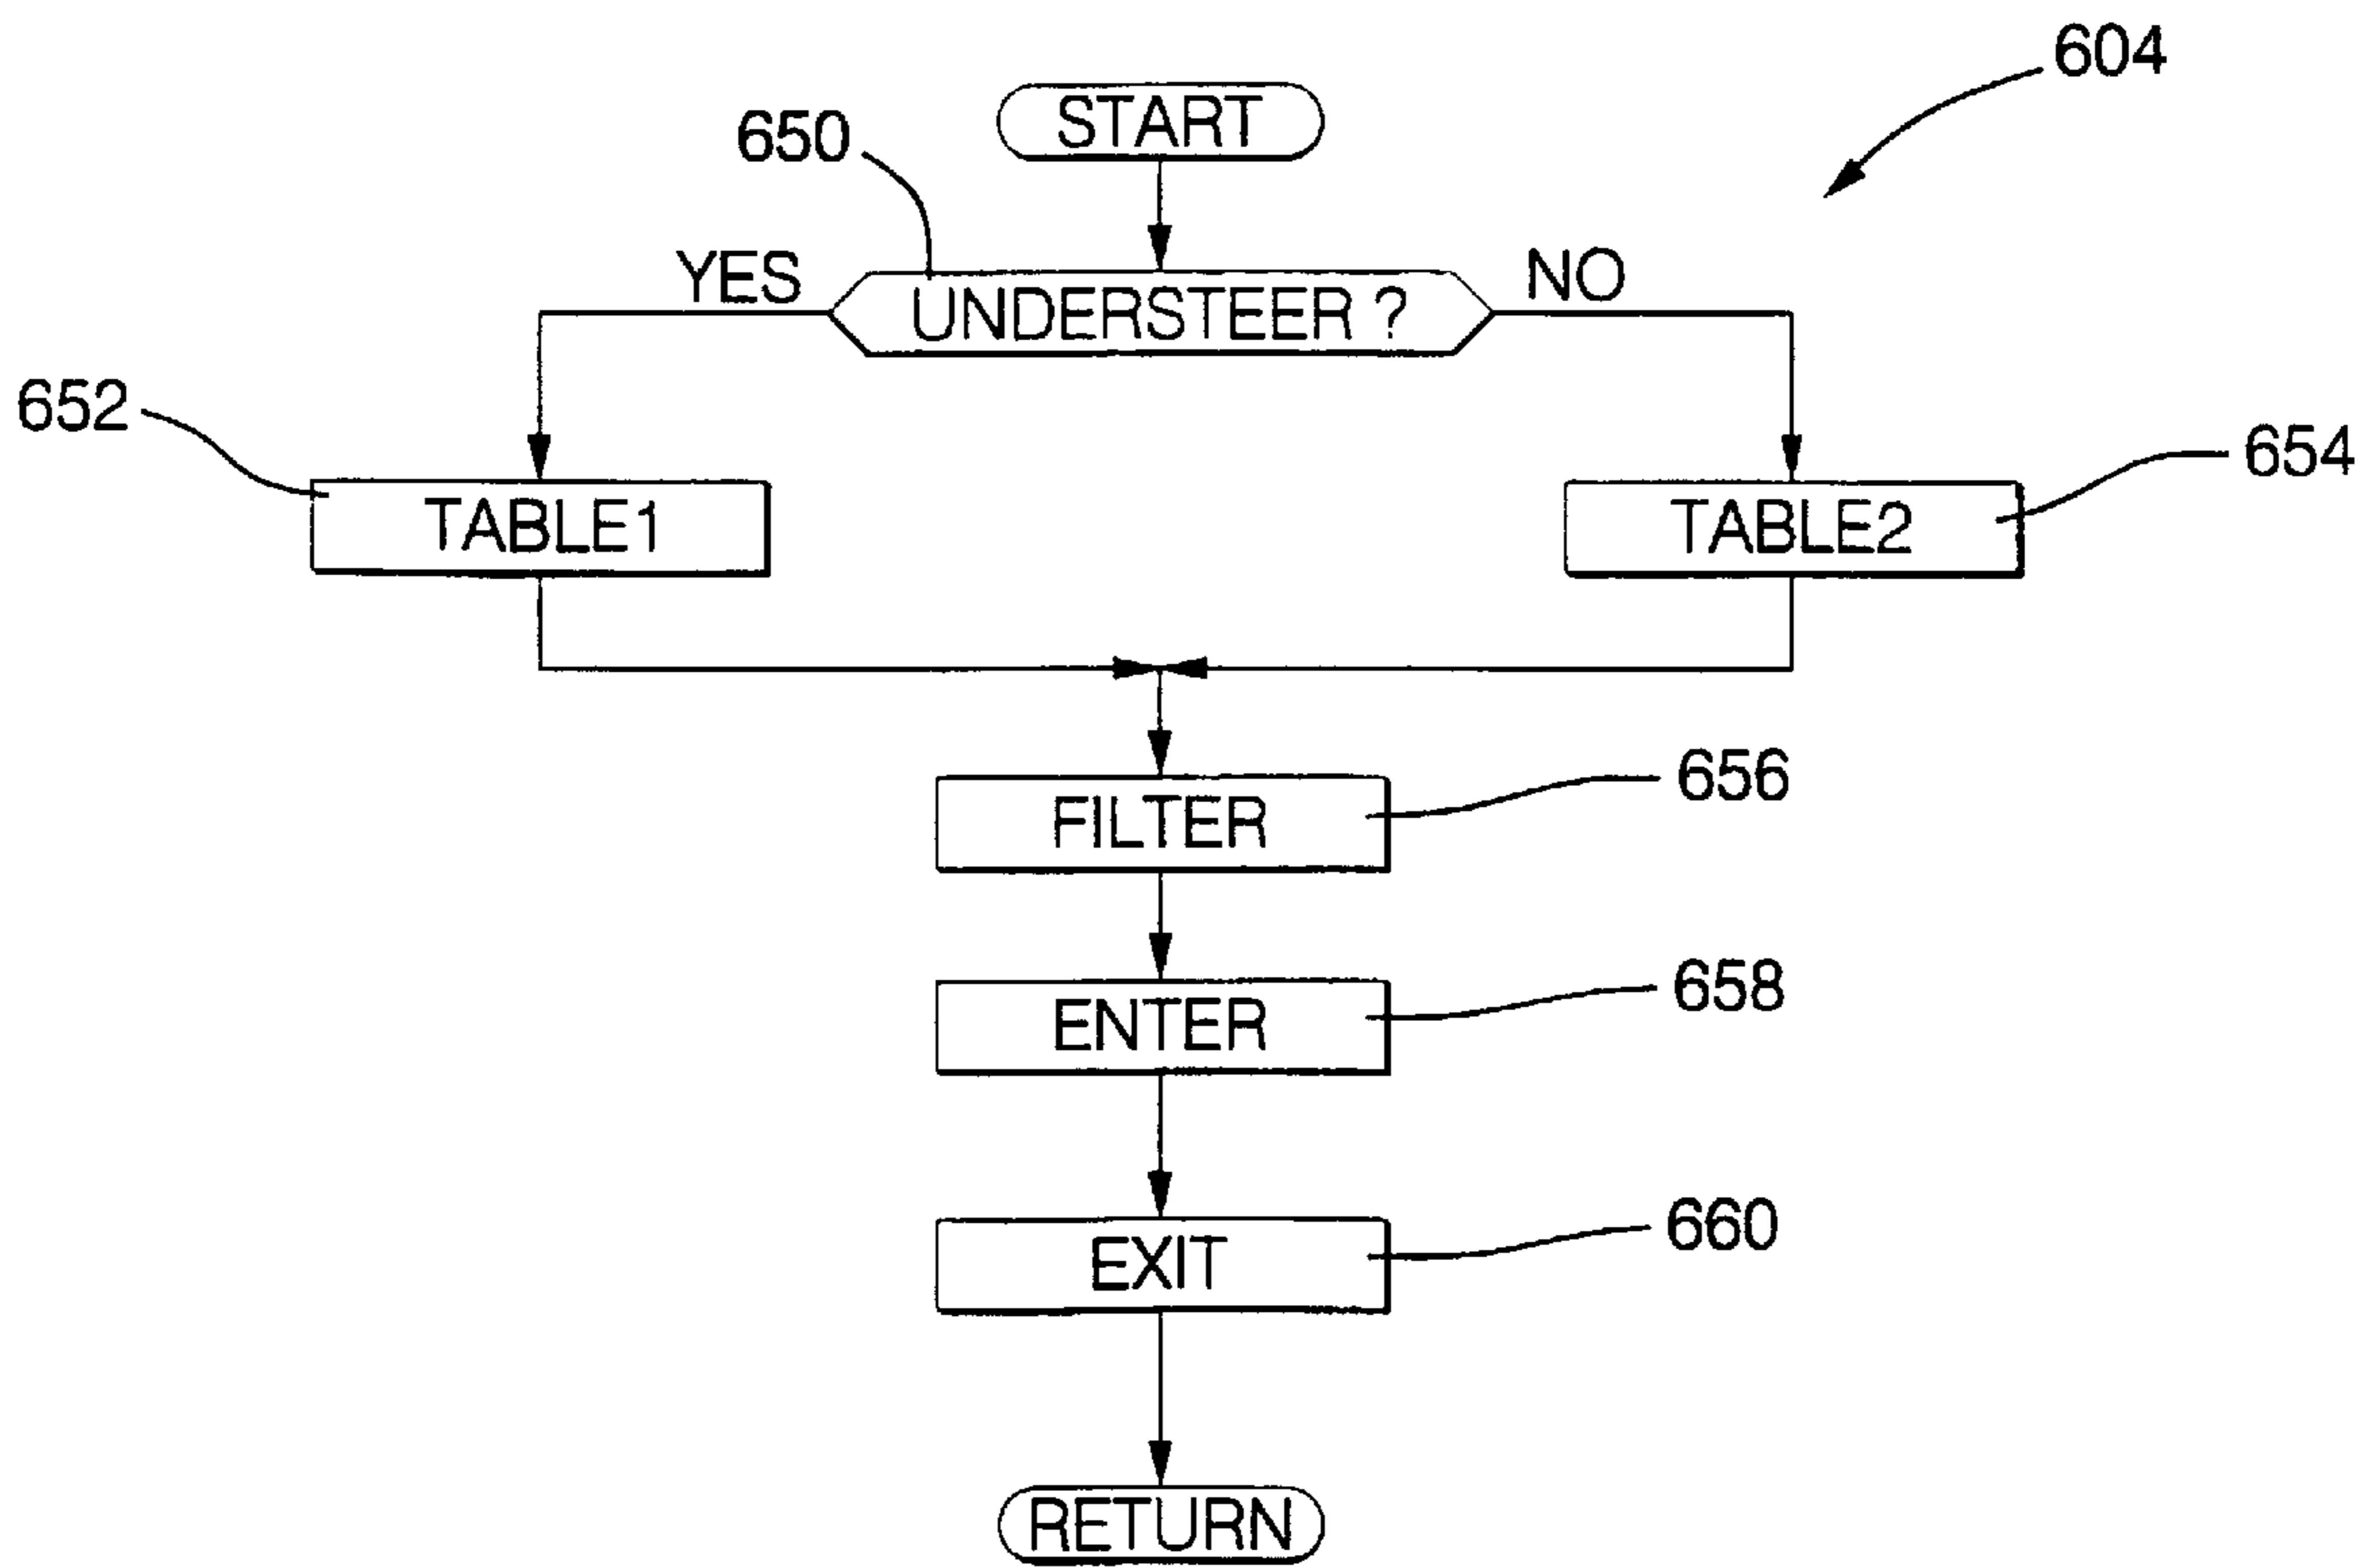 604
START
650
YES
UNDERSTEER ?
NO
652
TABLE1
TABLE2
654
FILTER
656
ENTER
658
EXIT
660
RETURN